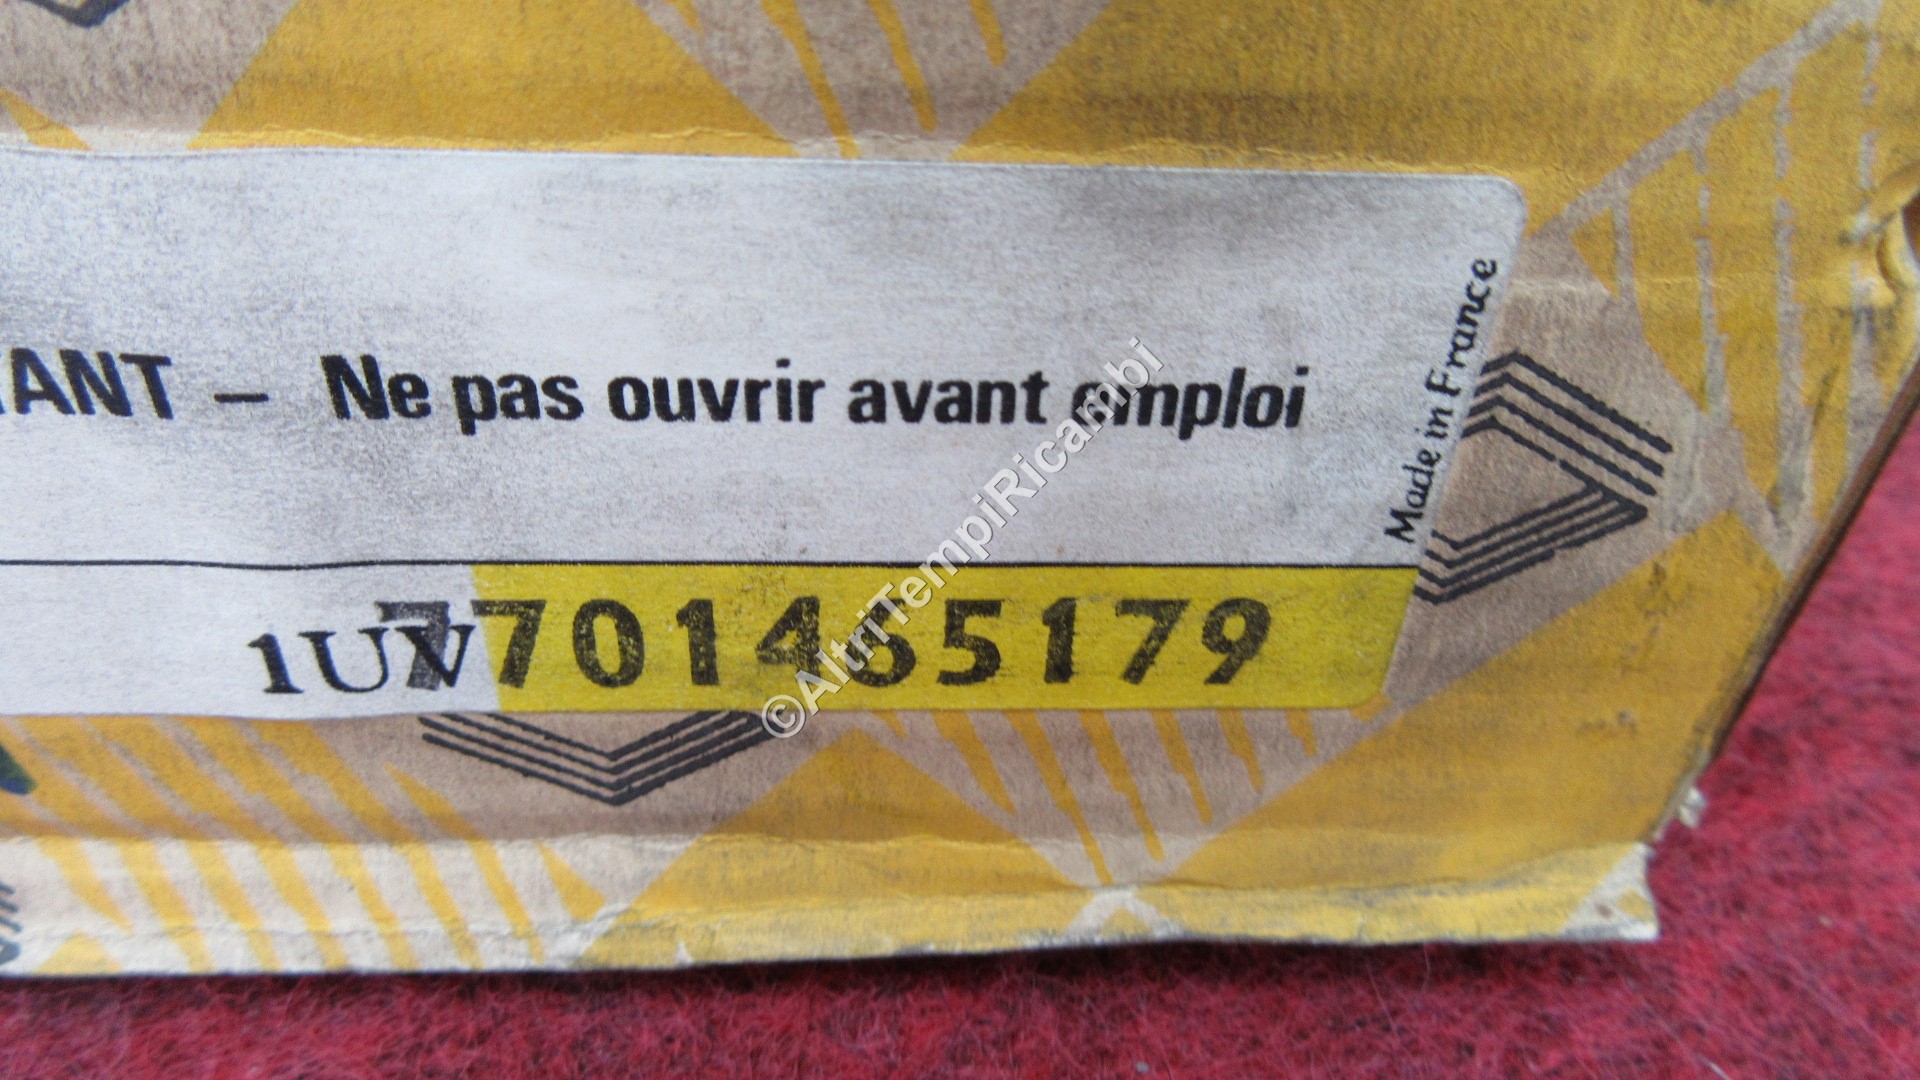 ANT – Ne pas ouvrir avant emploi
Made in France
1UV 7701465179
©AltriTempiRicambi